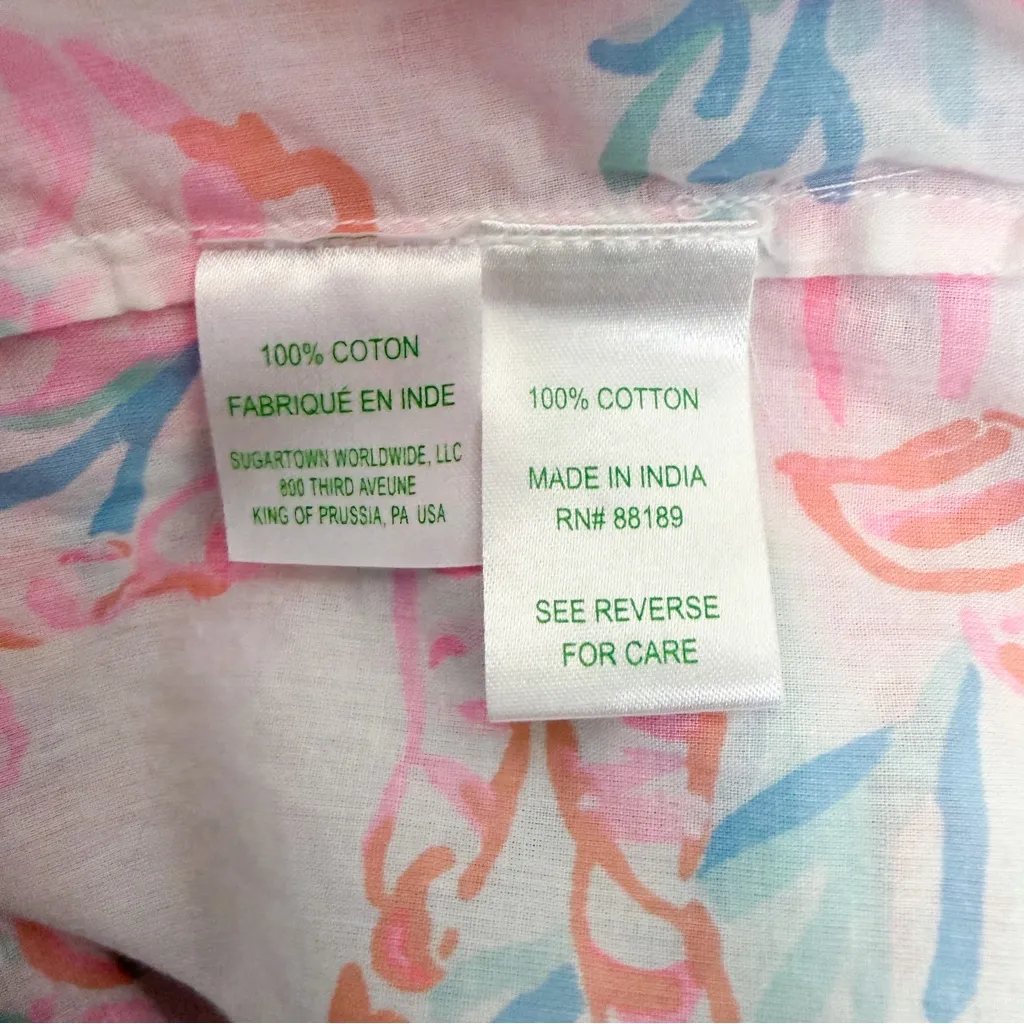 100% COTON
FABRIQUÉ EN INDE
SUGARTOWN WORLDWIDE, LLC
800 THIRD AVEUNE
KING OF PRUSSIA, PA USA
100% COTTON
MADE IN INDIA
RN# 88189
SEE REVERSE
FOR CARE